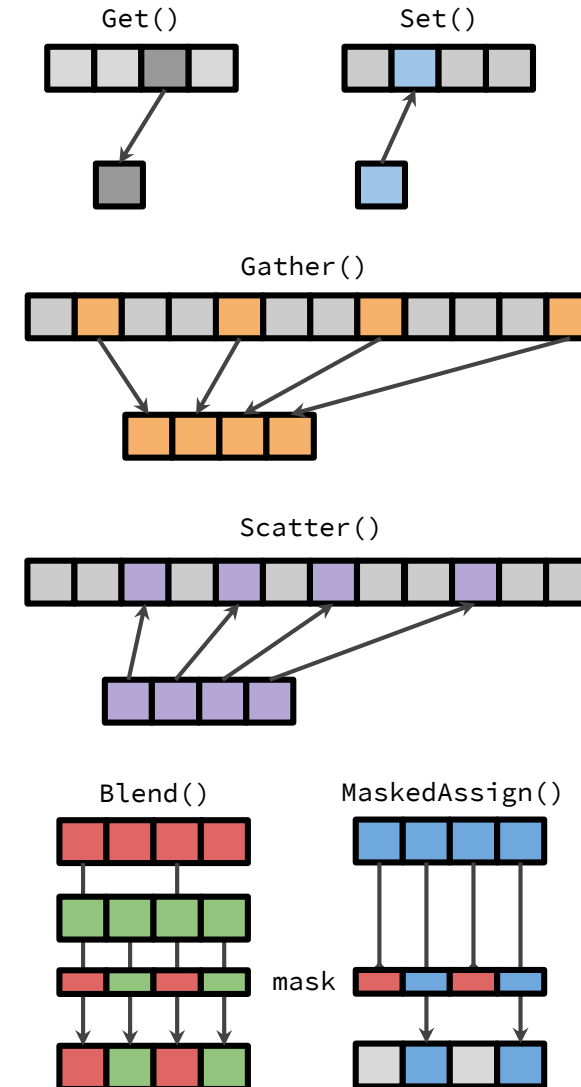 Get()
Set()
Gather()
Scatter()
Blend()
MaskedAssign()
mask